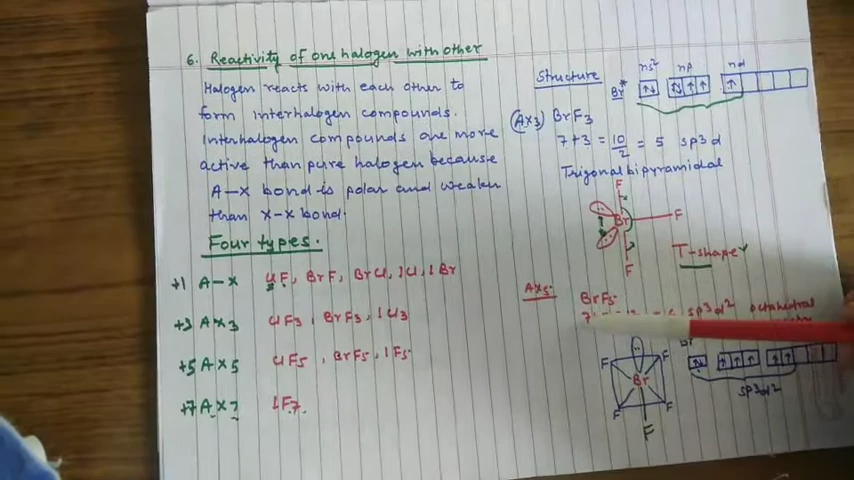 6. Reactivity of one halogen with other
Halogen reacts with each other to
form interhalogen compounds.
Interhalogen compounds are more
active than pure halogen because
A-X bond is polar and weaker
than X-X bond.
Four types.
+1 A-X ClF, BrF, BrCl, ICl, IBr
+3 AX3 ClF3, BrF3, ICl3
+5 AX5 ClF5, BrF5, IF5
+7 AX7 IF7.
Structure
Br* ns2 np nd
(AX3) BrF3
7+3 = 10/2 = 5 sp3d
Trigonal bipyramidal
F
Br F
F
T-shape
AX5
BrF5
sp3d2 octahedral
F F
Br
F F
F
sp3d2